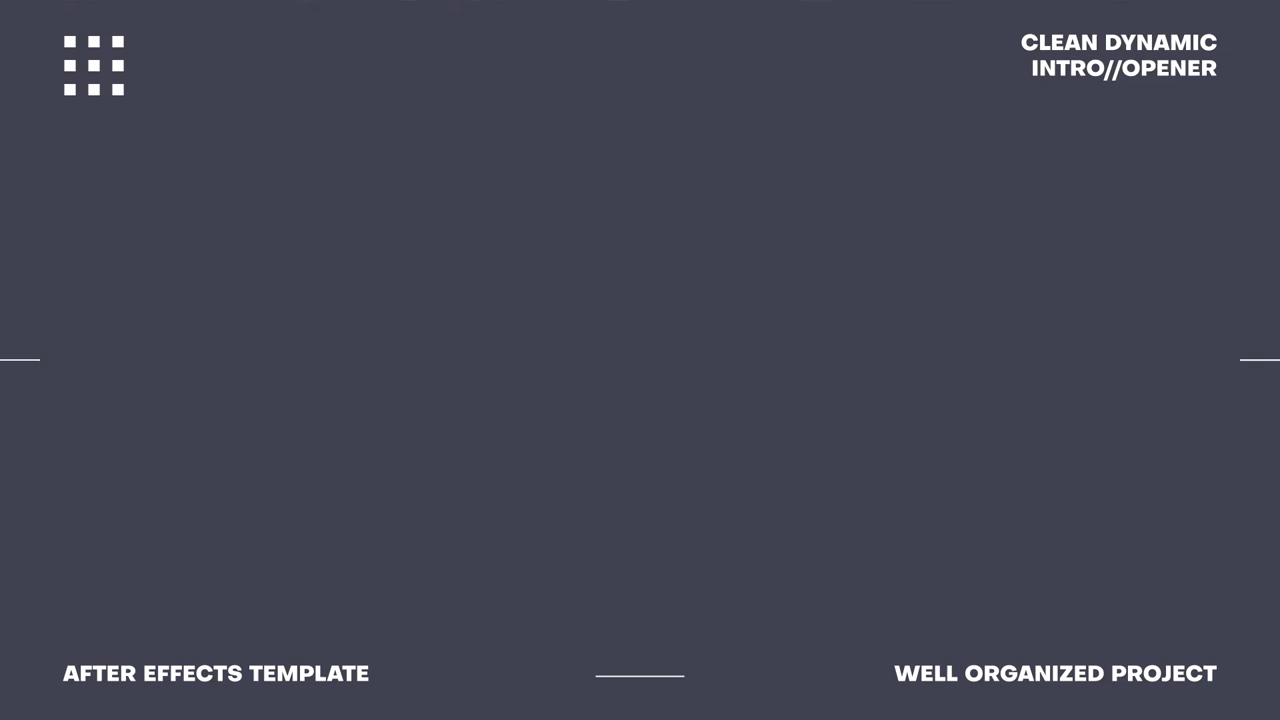 CLEAN DYNAMIC
INTRO//OPENER
AFTER EFFECTS TEMPLATE
WELL ORGANIZED PROJECT